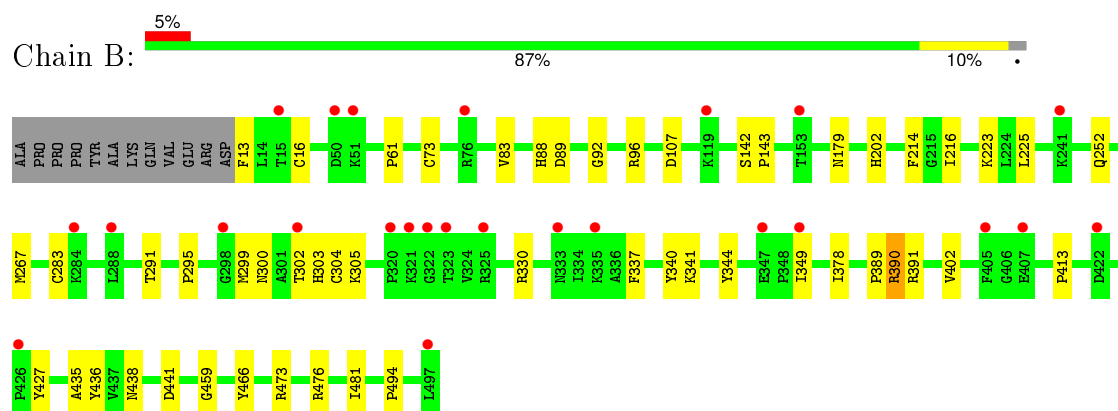 5%
Chain B:
87% 10% •
ALA PRO PRO PRO TYR ALA LYS GLN VAL GLU ARG ASP F13 L14 T15 C16 D50 K51 P61 C73 R76 V83 H88 D89 G92 R96 D107 K119 S142 P143 T153 N179 H202 F214 G215 I216 K223 L224 L225 K241 Q252
M267 C283 K284 L288 T291 P295 G298 M299 N300 A301 T302 H303 C304 K305 P320 K321 G322 T323 V324 R325 R330 N333 I334 K335 A336 F337 Y340 K341 Y344 E347 P348 I349 I378 P389 R390 R391 V402 F405 G406 E407 P413 D422
P426 Y427 A435 Y436 V437 N438 D441 G459 Y466 R473 R476 I481 P494 L497